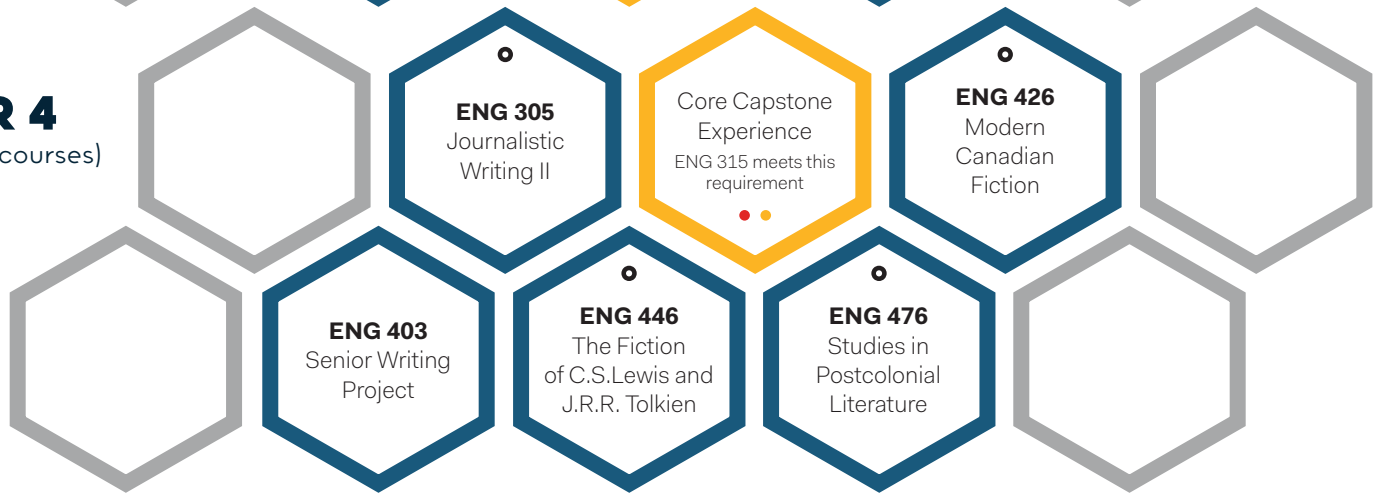 R 4
courses)
ENG 305
Journalistic
Writing II
Core Capstone
Experience
ENG 315 meets this
requirement
ENG 426
Modern
Canadian
Fiction
ENG 403
Senior Writing
Project
ENG 446
The Fiction
of C.S.Lewis and
J.R.R. Tolkien
ENG 476
Studies in
Postcolonial
Literature